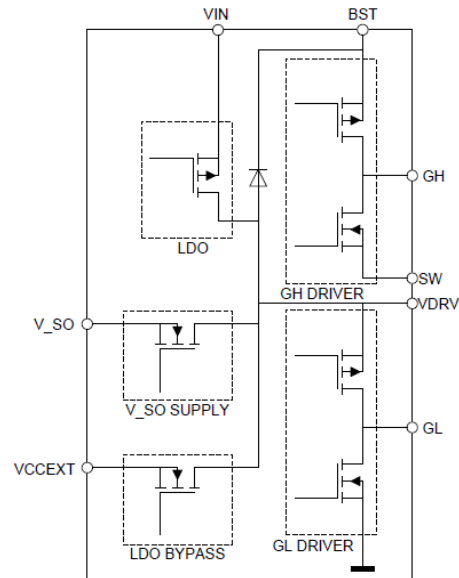 VIN
BST
LDO
GH
SW
GH DRIVER
VDRV
V_SO
V_SO SUPPLY
GL
VCCEXT
LDO BYPASS
GL DRIVER